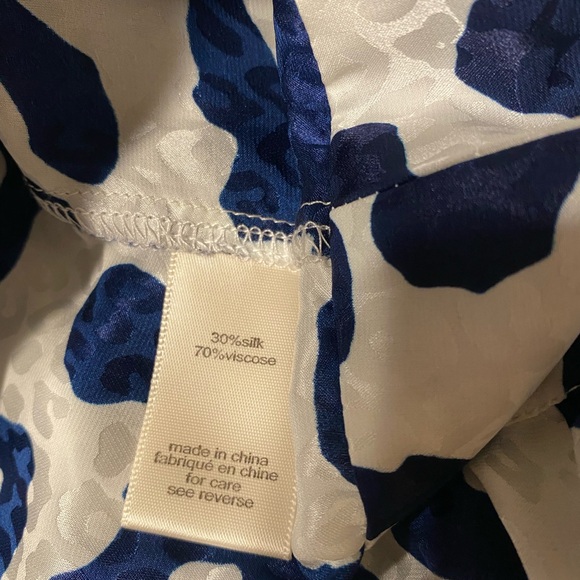 30%silk
70%viscose
made in china
fabriqué en chine
for care
see reverse